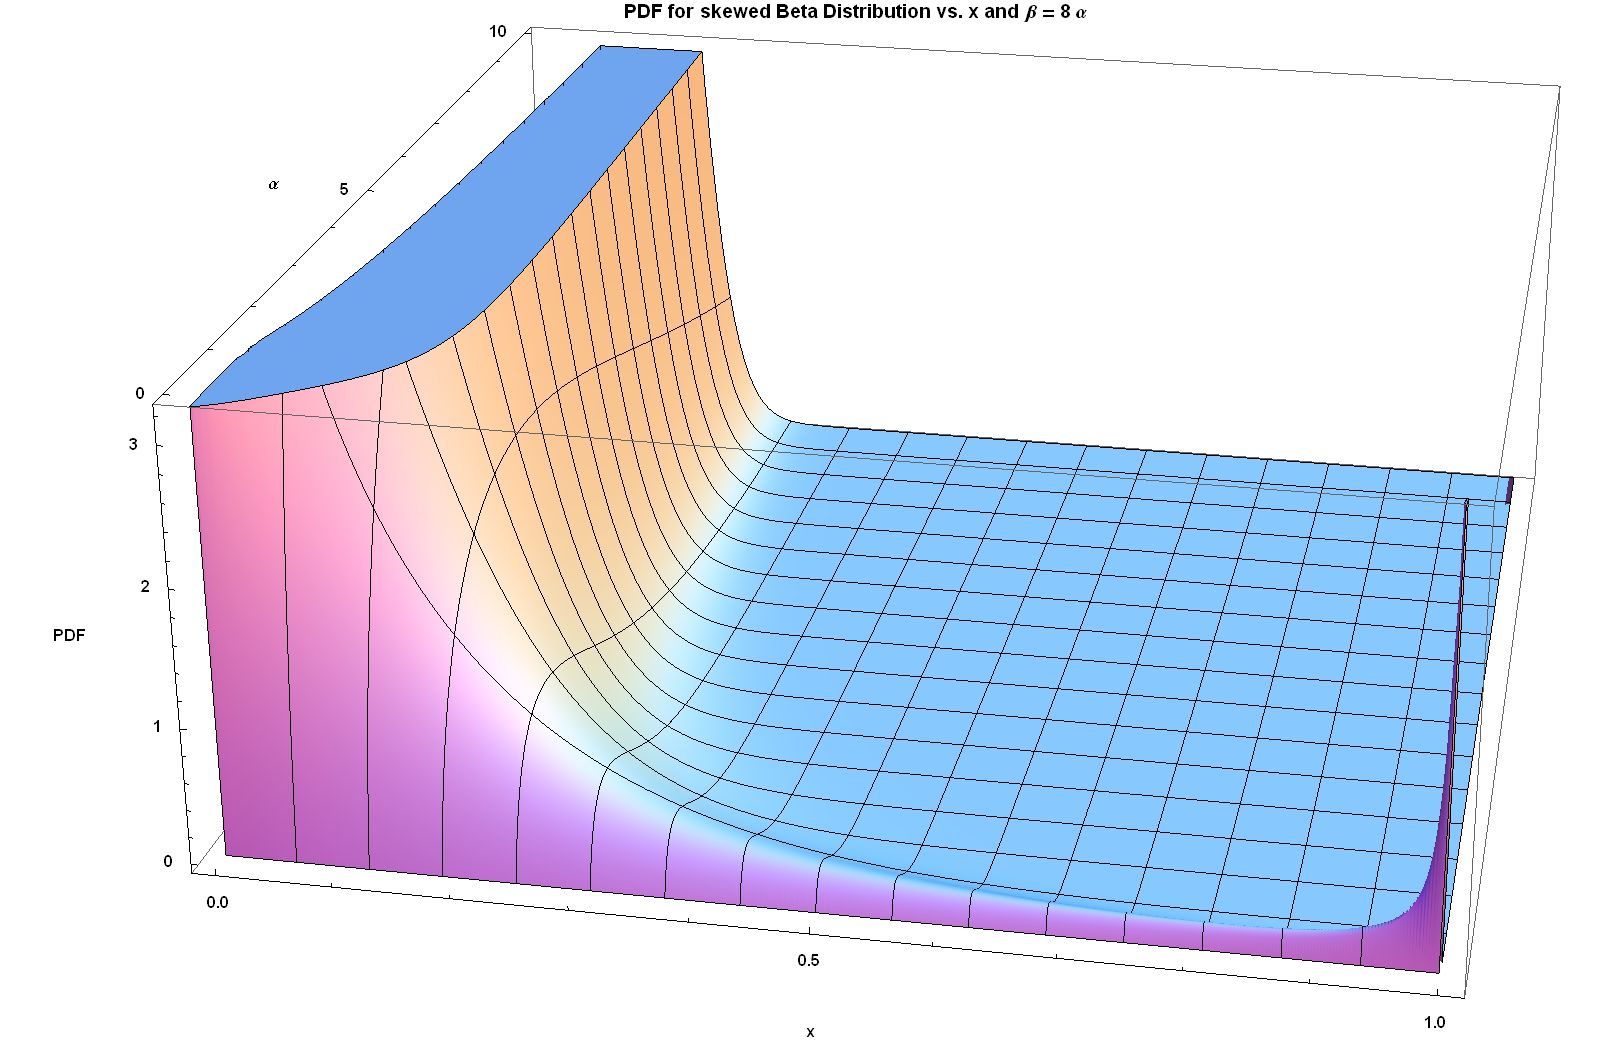 PDF for skewed Beta Distribution vs. x and β = 8 α
10
α
5
0
3
2
PDF
1
0
0.0
0.5
1.0
x